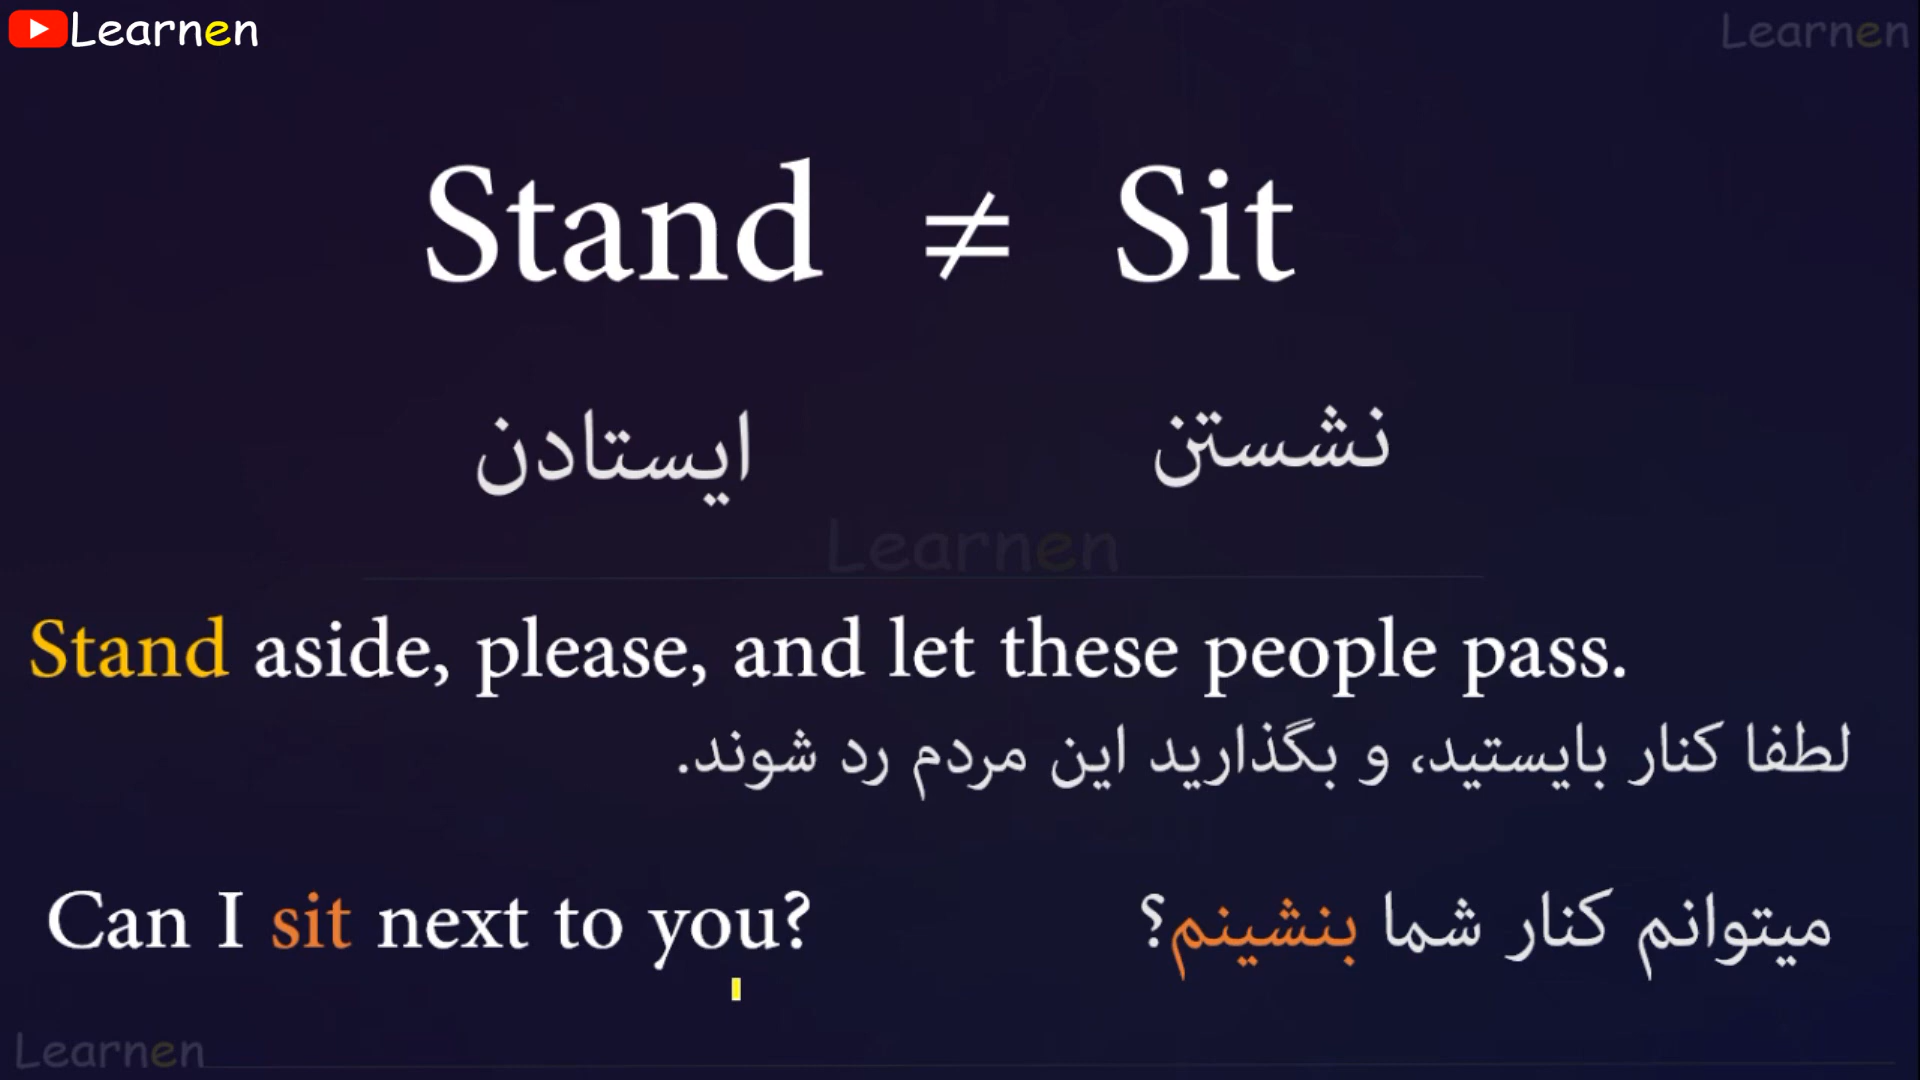 Learnen
Learnen
Stand ≠ Sit
ایستادن
نشستن
Learnen
Stand aside, please, and let these people pass.
لطفا کنار بایستید، و بگذارید این مردم رد شوند.
Can I sit next to you?
میتوانم کنار شما بنشینم؟
Learnen